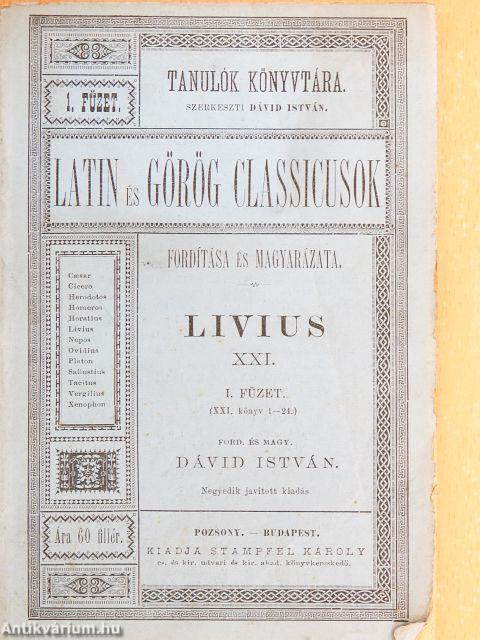 1. FÜZET.
TANULÓK KÖNYVTÁRA.
SZERKESZTI DÁVID ISTVÁN.
LATIN ÉS GÖRÖG CLASSICUSOK
FORDÍTÁSA ÉS MAGYARÁZATA.
Cæsar
Cicero
Herodotos
Homeros
Horatius
Livius
Nepos
Ovidius
Platon
Sallustius
Tacitus
Vergilius
Xenophon
LIVIUS
XXI.
I. FÜZET.
(XXI. könyv 1—24.)
FORD. ÉS MAGY.
DÁVID ISTVÁN.
Negyedik javított kiadás
Ára 60 fillér.
POZSONY. — BUDAPEST.
KIADJA STAMPFEL KÁROLY
cs. és kir. udvari és kir. akad. könyvkereskedő.
Antikvárium.hu